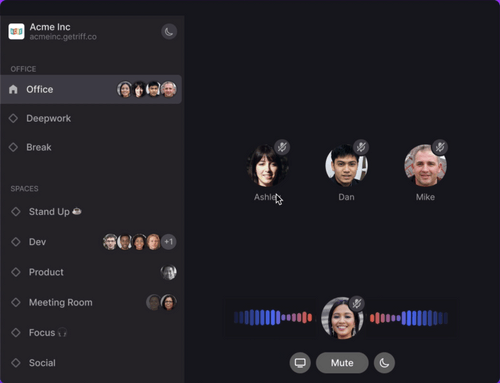 Acme Inc
acmeinc.getriff.co
OFFICE
Office
Deepwork
Break
SPACES
Stand Up
Dev
+1
Product
Meeting Room
Focus
Social
Ashley
Dan
Mike
Mute